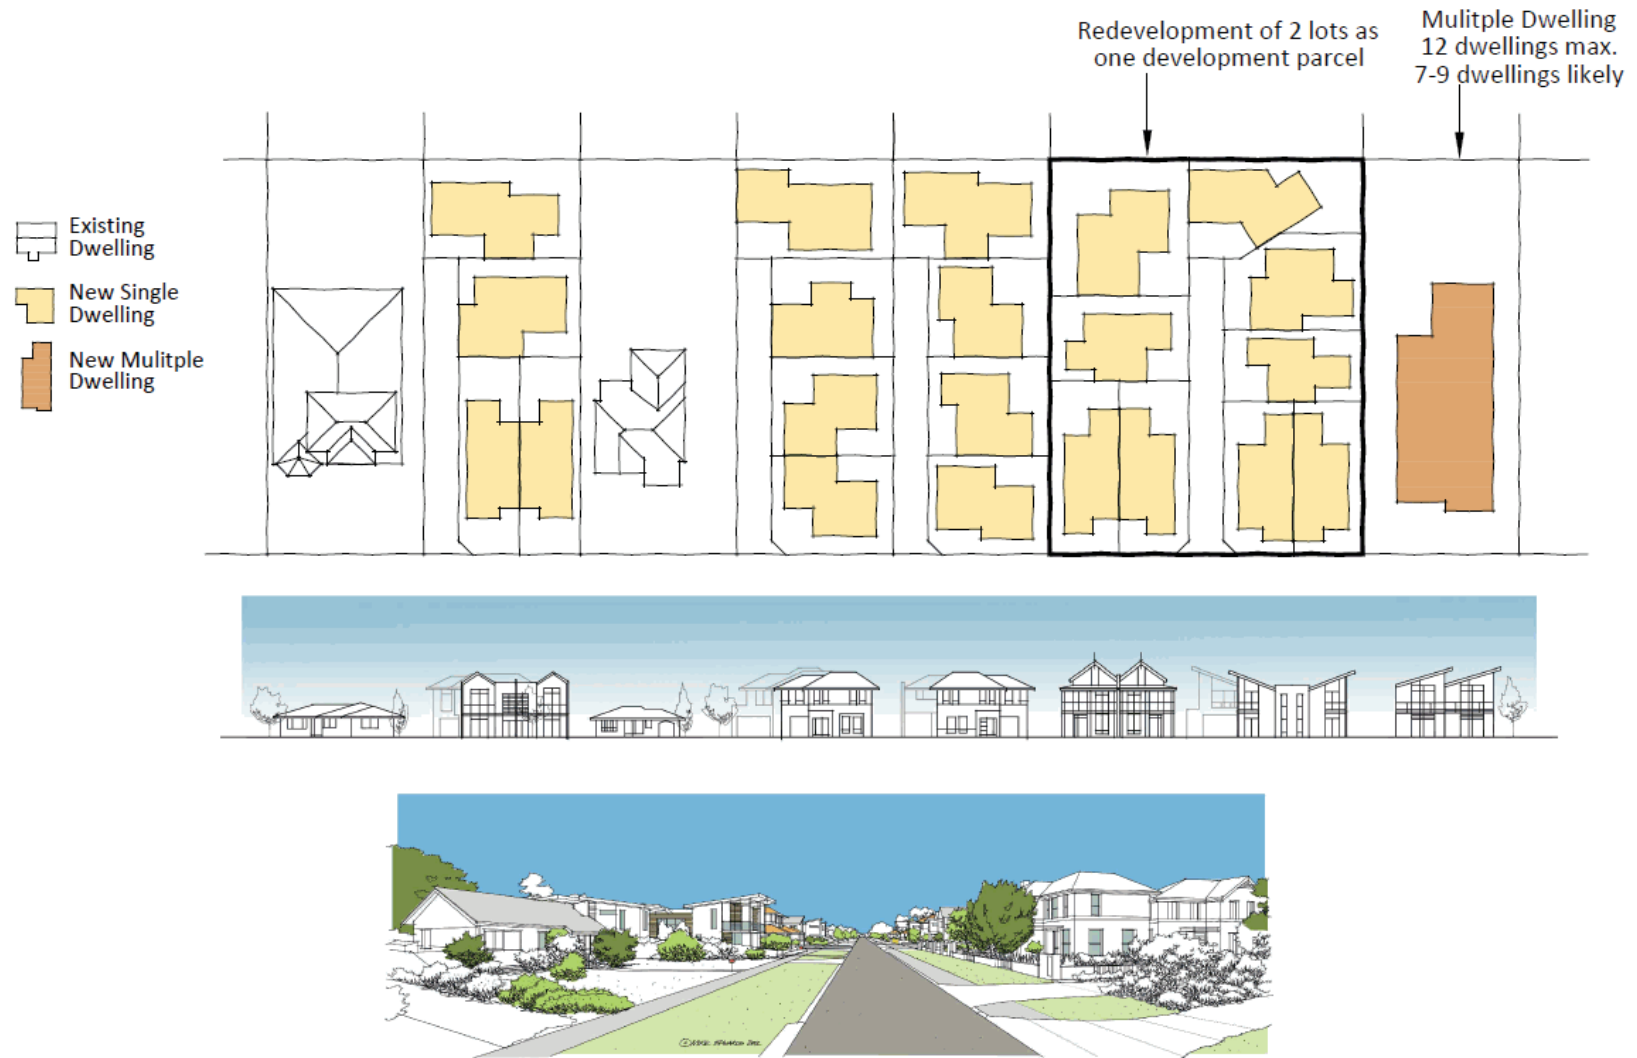 Redevelopment of 2 lots as
one development parcel
Mulitple Dwelling
12 dwellings max.
7-9 dwellings likely
Existing
Dwelling
New Single
Dwelling
New Mulitple
Dwelling